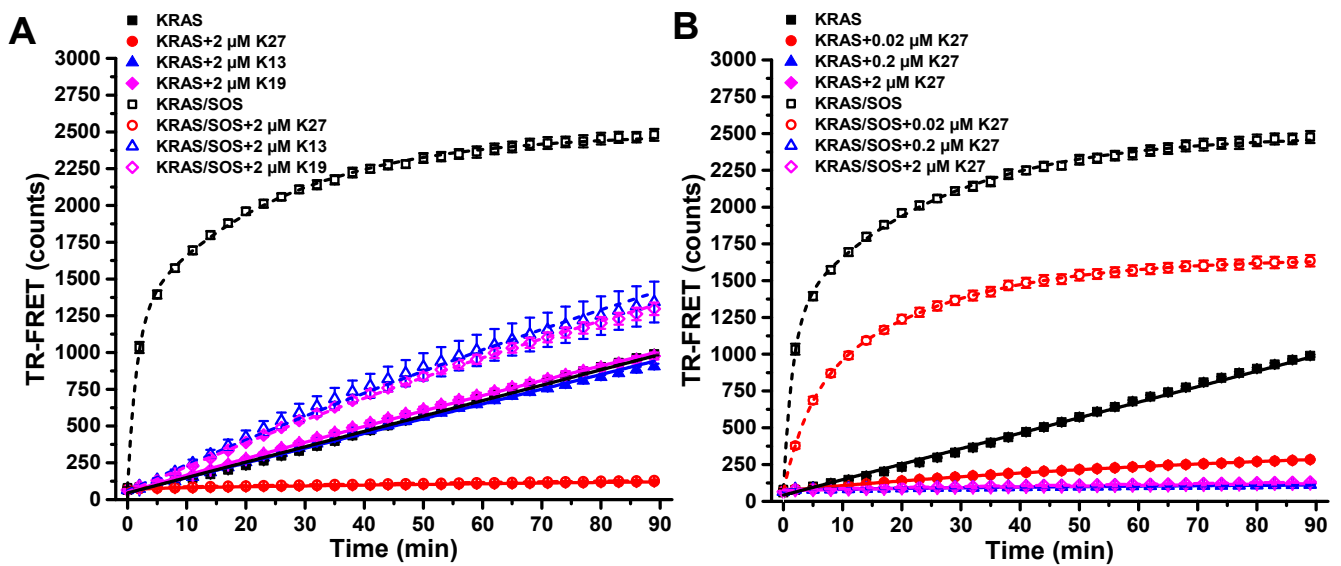 A
KRAS
KRAS+2 µM K27
KRAS+2 µM K13
KRAS+2 µM K19
KRAS/SOS
KRAS/SOS+2 µM K27
KRAS/SOS+2 µM K13
KRAS/SOS+2 µM K19
3000
2750
2500
2250
2000
1750
1500
1250
1000
750
500
250
0
TR-FRET (counts)
0 10 20 30 40 50 60 70 80 90
Time (min)
B
KRAS
KRAS+0.02 µM K27
KRAS+0.2 µM K27
KRAS+2 µM K27
KRAS/SOS
KRAS/SOS+0.02 µM K27
KRAS/SOS+0.2 µM K27
KRAS/SOS+2 µM K27
3000
2750
2500
2250
2000
1750
1500
1250
1000
750
500
250
0
TR-FRET (counts)
0 10 20 30 40 50 60 70 80 90
Time (min)